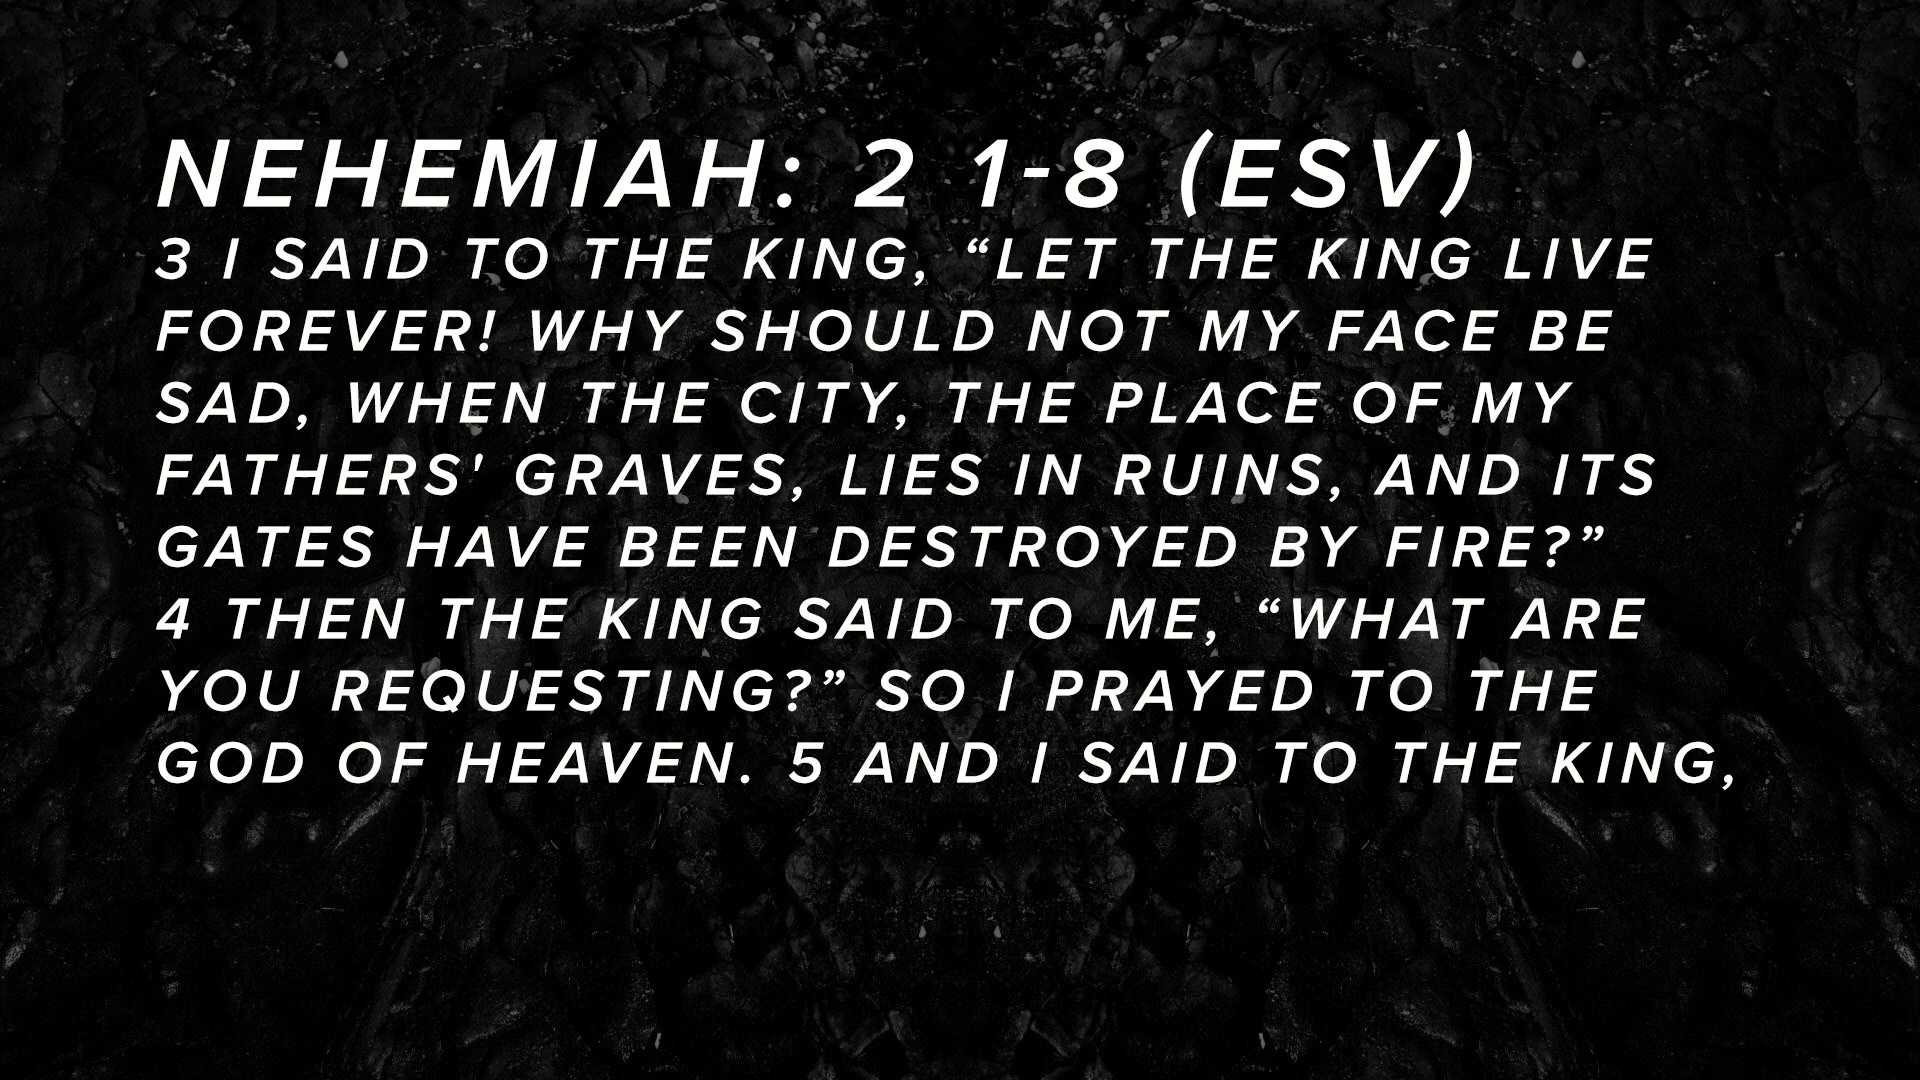 NEHEMIAH: 2 1-8 (ESV)
3 I SAID TO THE KING, “LET THE KING LIVE
FOREVER! WHY SHOULD NOT MY FACE BE
SAD, WHEN THE CITY, THE PLACE OF MY
FATHERS' GRAVES, LIES IN RUINS, AND ITS
GATES HAVE BEEN DESTROYED BY FIRE?”
4 THEN THE KING SAID TO ME, “WHAT ARE
YOU REQUESTING?” SO I PRAYED TO THE
GOD OF HEAVEN. 5 AND I SAID TO THE KING,